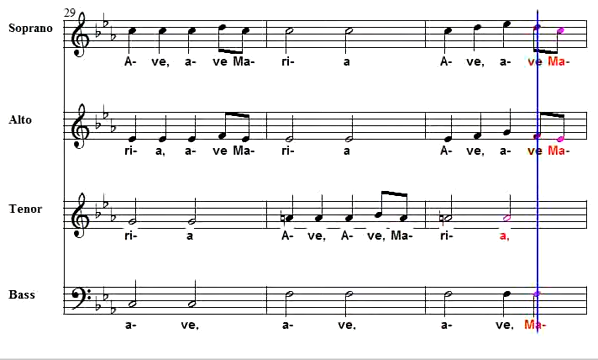 29
Soprano
A- ve, a- ve Ma- ri- a A- ve, a- ve Ma-
Alto
ri- a, a- ve Ma- ri- a A- ve, a- ve Ma-
Tenor
ri- a A- ve, A- ve, Ma- ri- a,
Bass
a- ve, a- ve, a- ve, Ma-